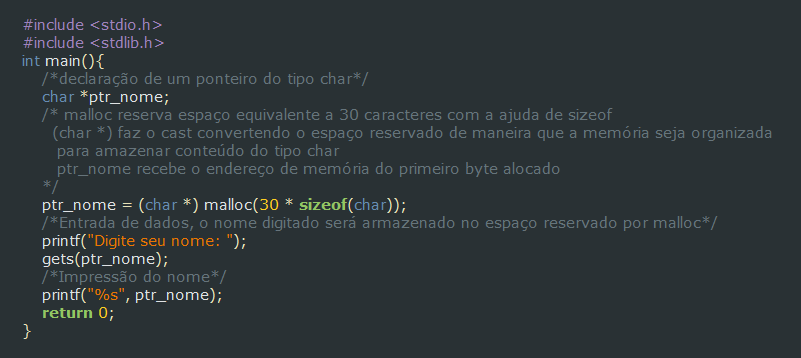 #include <stdio.h>
#include <stdlib.h>
int main(){
/*declaração de um ponteiro do tipo char*/
char *ptr_nome;
/* malloc reserva espaço equivalente a 30 caracteres com a ajuda de sizeof
(char *) faz o cast convertendo o espaço reservado de maneira que a memória seja organizada
para amazenar conteúdo do tipo char
ptr_nome recebe o endereço de memória do primeiro byte alocado
*/
ptr_nome = (char *) malloc(30 * sizeof(char));
/*Entrada de dados, o nome digitado será armazenado no espaço reservado por malloc*/
printf("Digite seu nome: ");
gets(ptr_nome);
/*Impressão do nome*/
printf("%s", ptr_nome);
return 0;
}